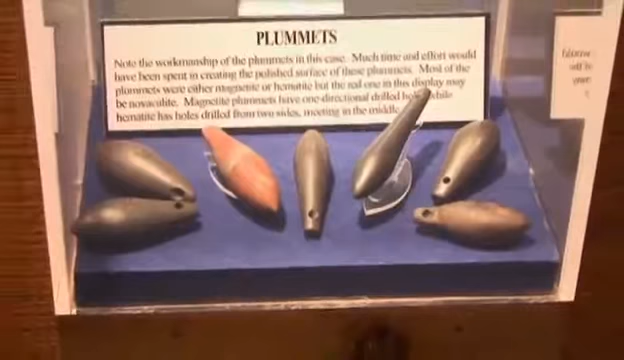 PLUMMETS
Note the workmanship of the plummets in this case. Much time and effort would
have been spent in creating the polished surface of these plummets. Most of the
plummets were either magnetite or hematite but the red one in this display may
be novaculite. Magnetite plummets have one-directional drilled while
hematite has holes drilled from two sides, meeting in the middle.